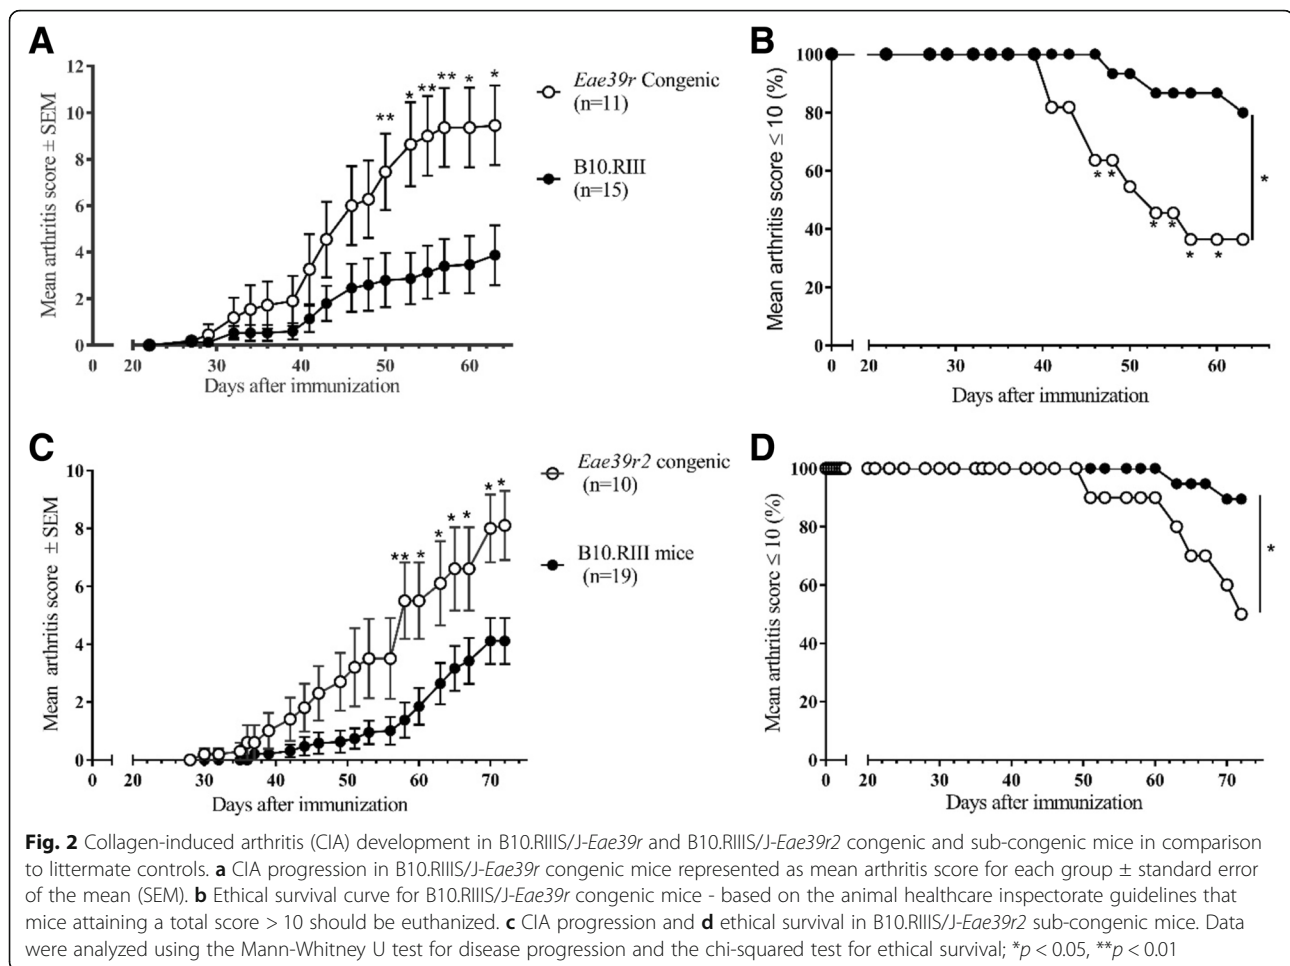 A
12
10
8
6
4
2
0
0 20 30 40 50 60
Mean arthritis score ± SEM
Days after immunization
** * ** ** * *
Eae39r Congenic
(n=11)
B10.RIII
(n=15)
B
100
80
60
40
20
0
0 20 30 40 50 60
Mean arthritis score ≤ 10 (%)
Days after immunization
* * * * * *
*
C
10
8
6
4
2
0
0 20 30 40 50 60 70
Mean arthritis score ± SEM
Days after immunization
** * * * * * *
Eae39r2 congenic
(n=10)
B10.RIII mice
(n=19)
D
100
80
60
40
20
0
0 20 30 40 50 60 70
Mean arthritis score ≤ 10 (%)
Days after immunization
*
Fig. 2 Collagen-induced arthritis (CIA) development in B10.RIIIS/J-Eae39r and B10.RIIIS/J-Eae39r2 congenic and sub-congenic mice in comparison
to littermate controls. a CIA progression in B10.RIIIS/J-Eae39r congenic mice represented as mean arthritis score for each group ± standard error
of the mean (SEM). b Ethical survival curve for B10.RIIIS/J-Eae39r congenic mice - based on the animal healthcare inspectorate guidelines that
mice attaining a total score > 10 should be euthanized. c CIA progression and d ethical survival in B10.RIIIS/J-Eae39r2 sub-congenic mice. Data
were analyzed using the Mann-Whitney U test for disease progression and the chi-squared test for ethical survival; *p < 0.05, **p < 0.01